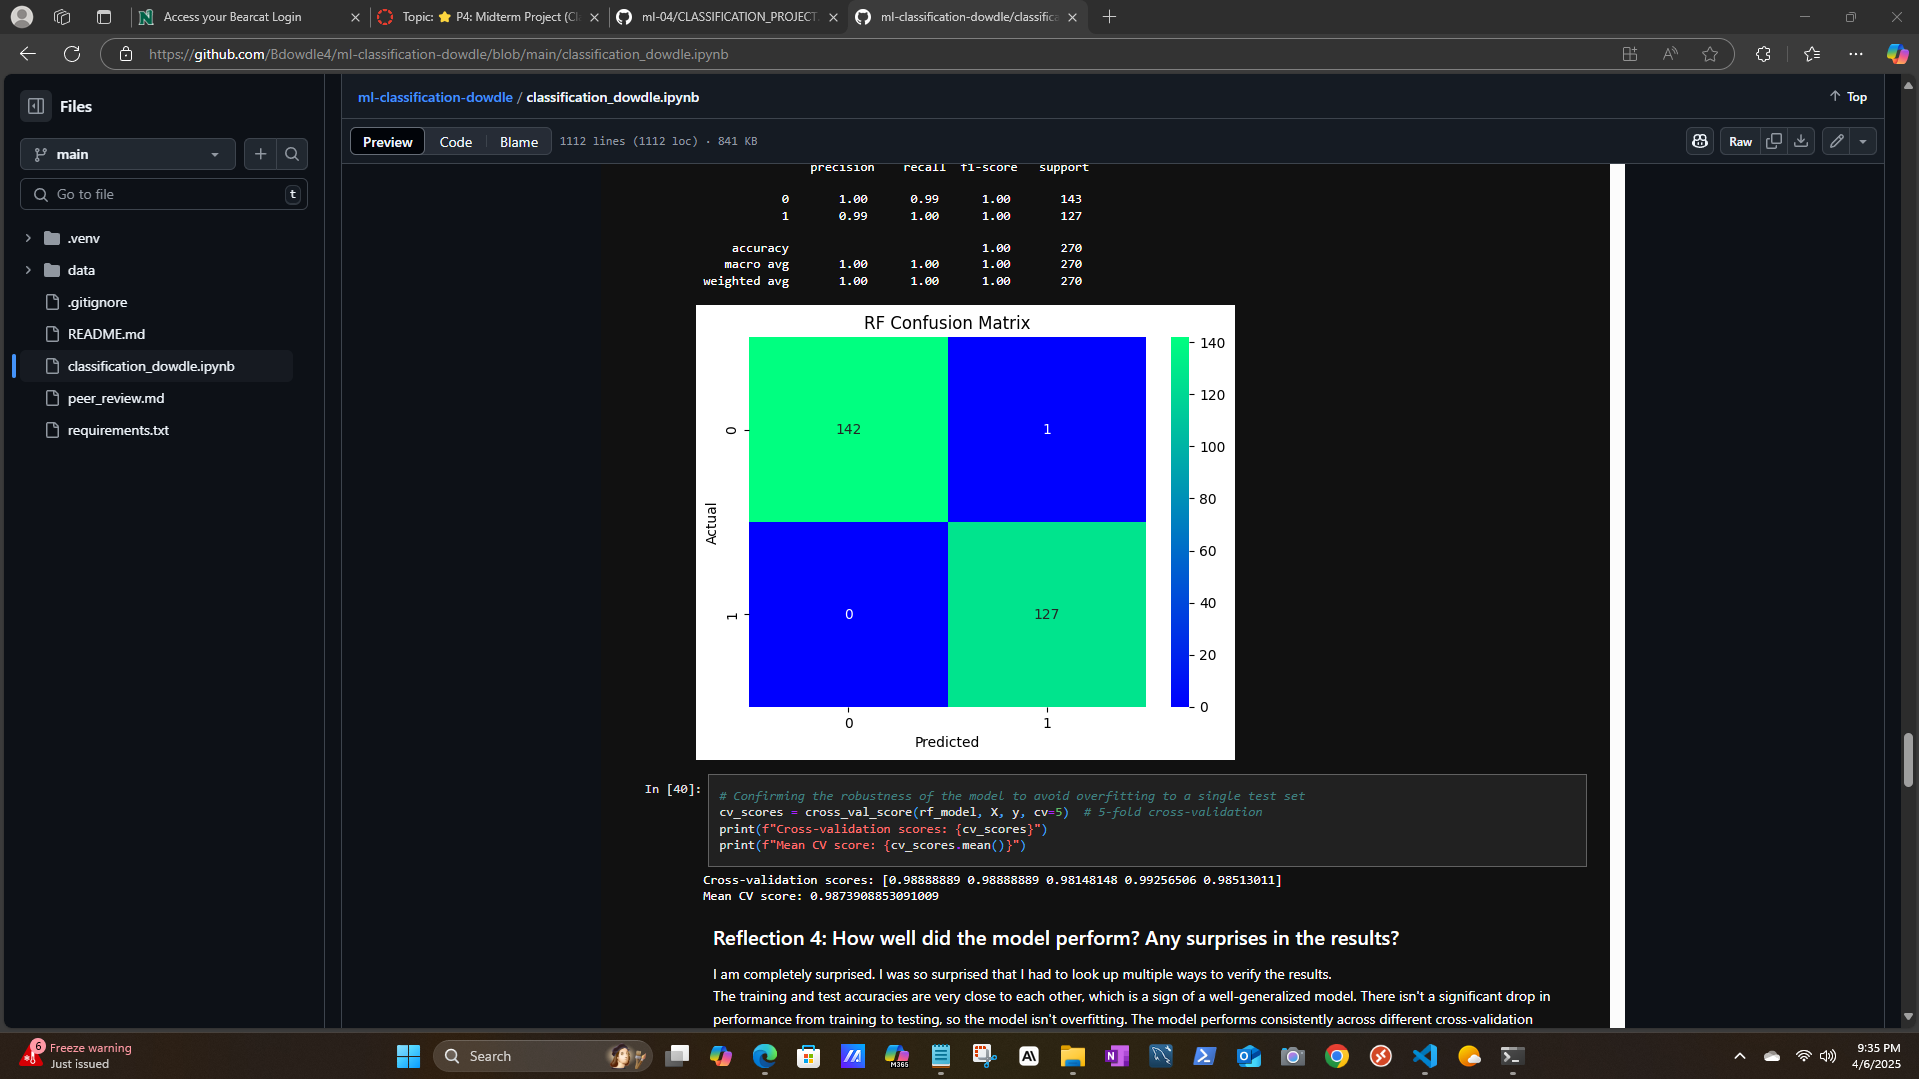 Access your Bearcat Login
Topic: ⭐ P4: Midterm Project (Cl
ml-04/CLASSIFICATION_PROJECT.
ml-classification-dowdle/classifica
https://github.com/Bdowdle4/ml-classification-dowdle/blob/main/classification_dowdle.ipynb
Files
ml-classification-dowdle / classification_dowdle.ipynb
Top
main
Preview Code Blame 1112 lines (1112 loc) · 841 KB
Raw
Go to file t
.venv
data
.gitignore
README.md
classification_dowdle.ipynb
peer_review.md
requirements.txt
precision recall f1-score support
0 1.00 0.99 1.00 143
1 0.99 1.00 1.00 127
accuracy 1.00 270
macro avg 1.00 1.00 1.00 270
weighted avg 1.00 1.00 1.00 270
RF Confusion Matrix
142 1
0 127
0
1
Actual
0 1
Predicted
140
120
100
80
60
40
20
0
In [40]:
# Confirming the robustness of the model to avoid overfitting to a single test set
cv_scores = cross_val_score(rf_model, X, y, cv=5)  # 5-fold cross-validation
print(f"Cross-validation scores: {cv_scores}")
print(f"Mean CV score: {cv_scores.mean()}")
Cross-validation scores: [0.98888889 0.98888889 0.98148148 0.99256506 0.98513011]
Mean CV score: 0.9873908853091009
Reflection 4: How well did the model perform? Any surprises in the results?
I am completely surprised. I was so surprised that I had to look up multiple ways to verify the results.
The training and test accuracies are very close to each other, which is a sign of a well-generalized model. There isn't a significant drop in
performance from training to testing, so the model isn't overfitting. The model performs consistently across different cross-validation
6
Freeze warning
Just issued
Search
M365
9:35 PM
4/6/2025